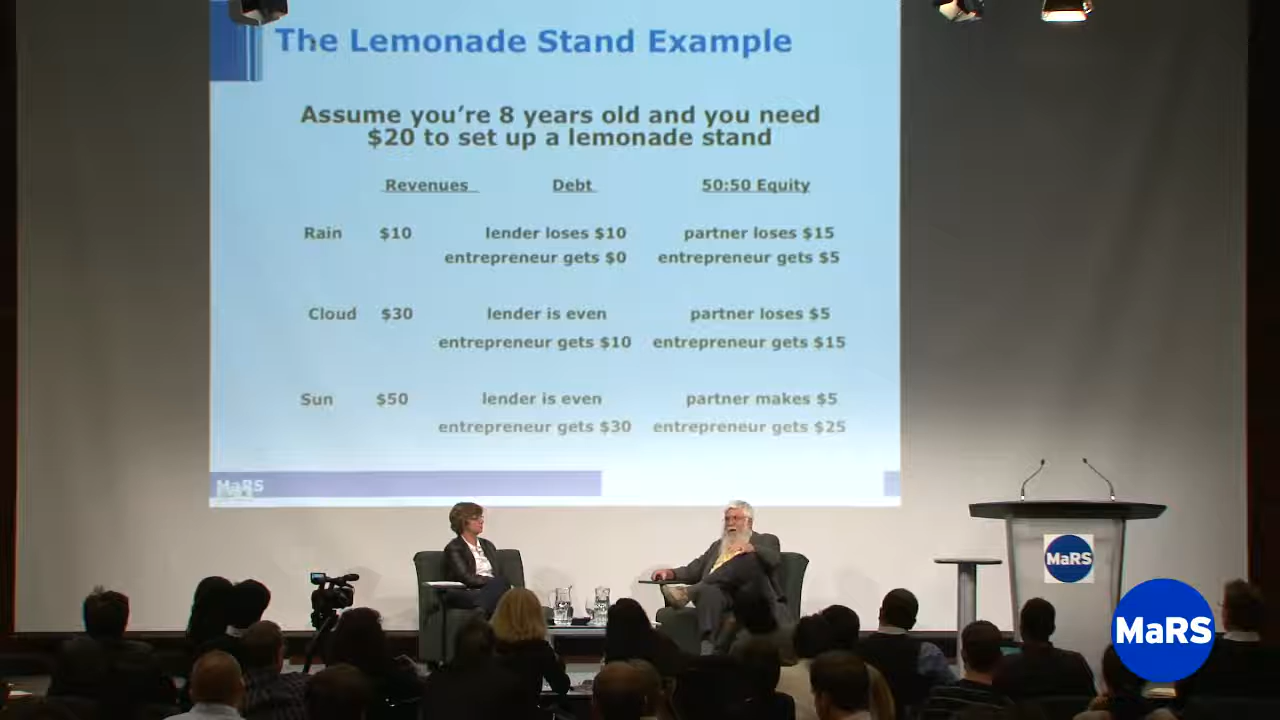 The Lemonade Stand Example
Assume you're 8 years old and you need
$20 to set up a lemonade stand
Revenues Debt 50:50 Equity
Rain $10 lender loses $10 partner loses $15
entrepreneur gets $0 entrepreneur gets $5
Cloud $30 lender is even partner loses $5
entrepreneur gets $10 entrepreneur gets $15
Sun $50 lender is even partner makes $5
entrepreneur gets $30 entrepreneur gets $25
MaRS
MaRS
MaRS